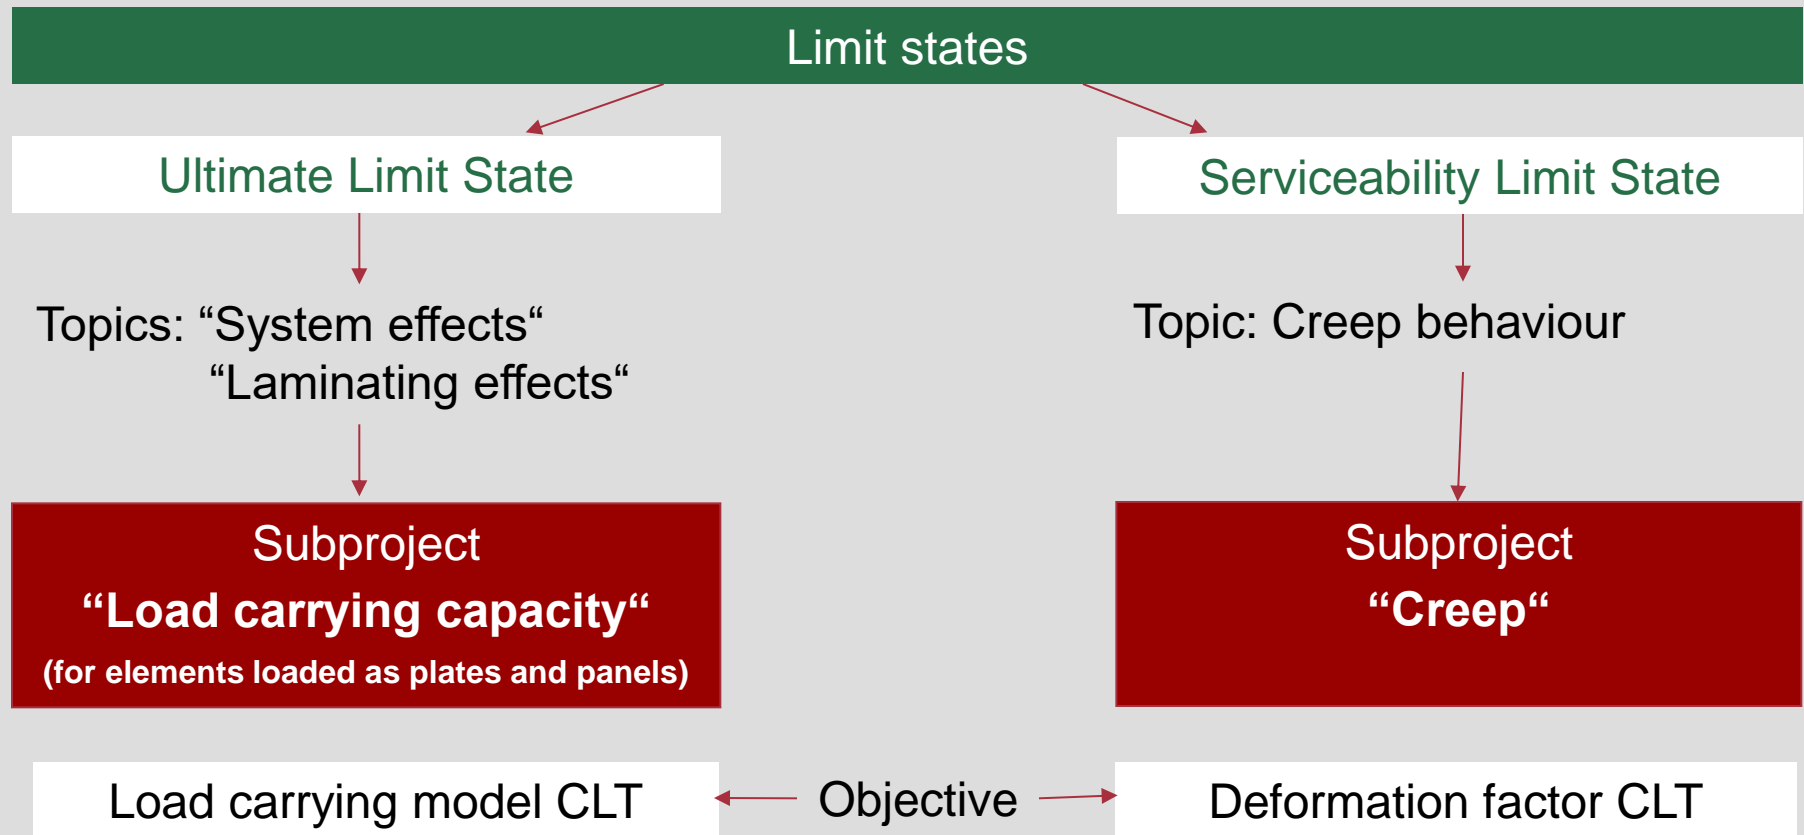 Limit states
Ultimate Limit State
Serviceability Limit State
Topics: “System effects“
“Laminating effects“
Topic: Creep behaviour
Subproject
“Load carrying capacity“
(for elements loaded as plates and panels)
Subproject
“Creep“
Load carrying model CLT
Objective
Deformation factor CLT